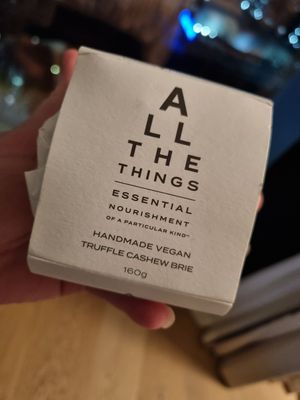 A
LL
THE
THINGS
ESSENTIAL
NOURISHMENT
OF A PARTICULAR KIND™
HANDMADE VEGAN
TRUFFLE CASHEW BRIE
160g